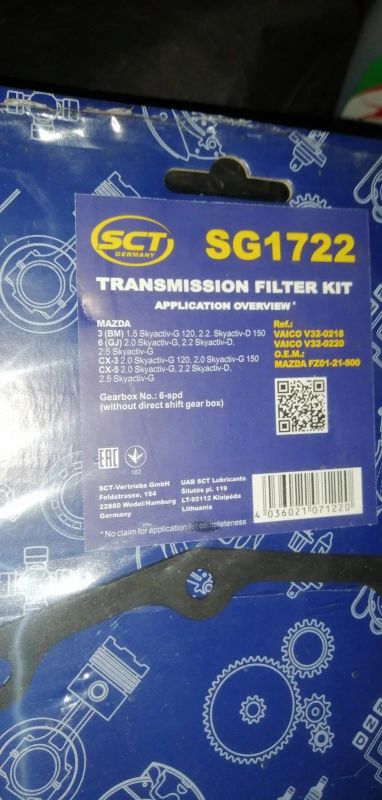 SCT
GERMANY
SG1722
TRANSMISSION FILTER KIT
APPLICATION OVERVIEW*
MAZDA
3 (BM) 1.5 Skyactiv-G 120, 2.2. Skyactiv-D 150
6 (GJ) 2.0 Skyactiv-G, 2.2 Skyactiv-D,
2.5 Skyactiv-G
CX-3 2.0 Skyactiv-G 120, 2.0 Skyactiv-G 150
CX-5 2.0 Skyactiv-G, 2.2 Skyactiv-D,
2.5 Skyactiv-G
Gearbox No.: 6-spd
(without direct shift gear box)
Ref.:
VAICO V32-0218
VAICO V32-0220
O.E.M.:
MAZDA FZ01-21-500
EAC
182
SCT-Vertriebs GmbH
Feldstrasse, 154
22880 Wedel/Hamburg
Germany
UAB SCT Lubricants
Šilutės pl. 119
LT-95112 Klaipėda
Lithuania
4 036021 071220
* No claim for application list completeness